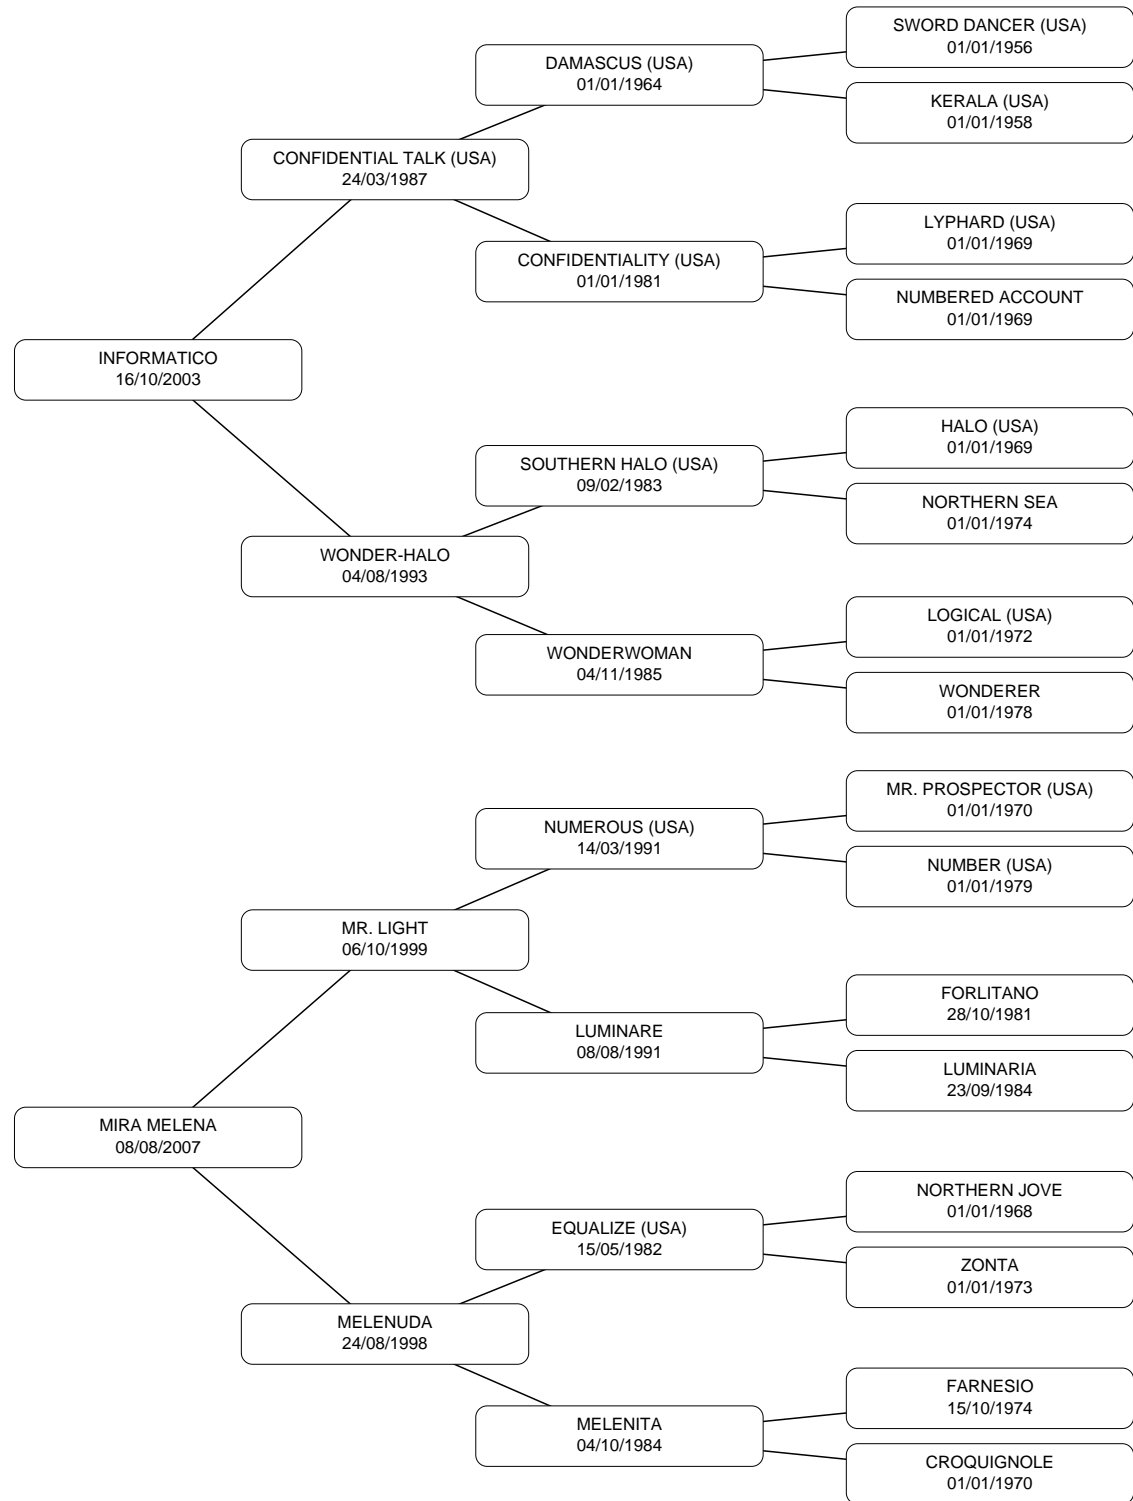 SWORD DANCER (USA)
01/01/1956
DAMASCUS (USA)
01/01/1964
KERALA (USA)
01/01/1958
CONFIDENTIAL TALK (USA)
24/03/1987
LYPHARD (USA)
01/01/1969
CONFIDENTIALITY (USA)
01/01/1981
NUMBERED ACCOUNT
01/01/1969
INFORMATICO
16/10/2003
HALO (USA)
01/01/1969
SOUTHERN HALO (USA)
09/02/1983
NORTHERN SEA
01/01/1974
WONDER-HALO
04/08/1993
LOGICAL (USA)
01/01/1972
WONDERWOMAN
04/11/1985
WONDERER
01/01/1978
MR. PROSPECTOR (USA)
01/01/1970
NUMEROUS (USA)
14/03/1991
NUMBER (USA)
01/01/1979
MR. LIGHT
06/10/1999
FORLITANO
28/10/1981
LUMINARE
08/08/1991
LUMINARIA
23/09/1984
MIRA MELENA
08/08/2007
NORTHERN JOVE
01/01/1968
EQUALIZE (USA)
15/05/1982
ZONTA
01/01/1973
MELENUDA
24/08/1998
FARNESIO
15/10/1974
MELENITA
04/10/1984
CROQUIGNOLE
01/01/1970